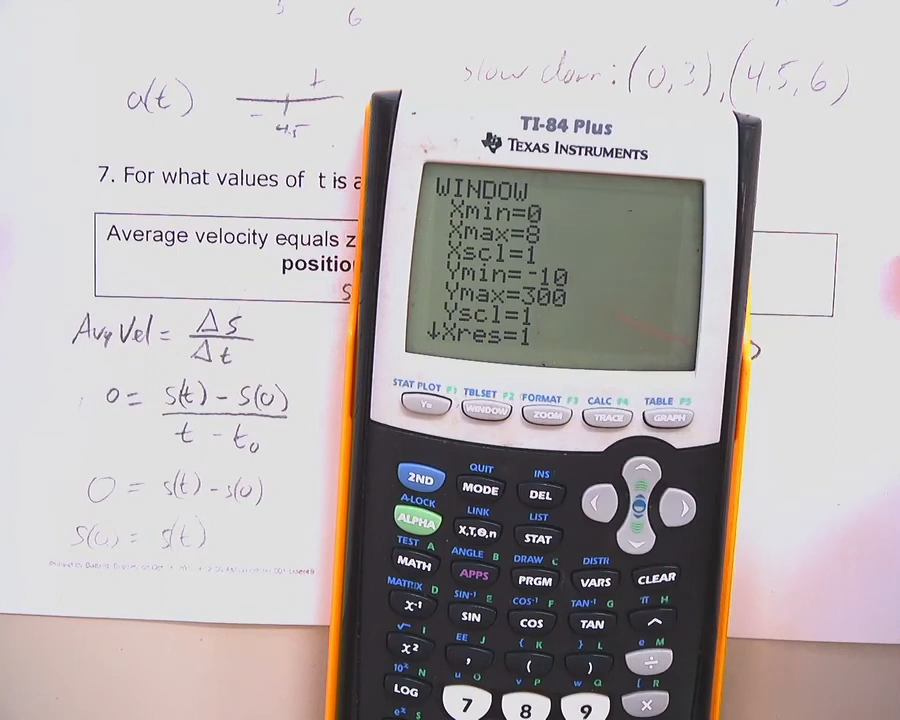 6
slow down: (0,3), (4.5,6)
a(t)
+
-
4.5
7. For what values of t is a
Average velocity equals z
positio
S
Avg Vel = Δs / Δt
0 = s(t) - s(0) / t - t₀
0 = s(t) - s(0)
s(0) = s(t)
TI-84 Plus
TEXAS INSTRUMENTS
WINDOW
Xmin=0
Xmax=8
Xscl=1
Ymin=-10
Ymax=300
Yscl=1
↓Xres=1
STAT PLOT F1 TBLSET F2 FORMAT F3 CALC F4 TABLE F5
Y= WINDOW ZOOM TRACE GRAPH
QUIT INS
2ND MODE DEL
A-LOCK LINK LIST
ALPHA X,T,Θ,n STAT
TEST A ANGLE B DRAW C DISTR
MATH APPS PRGM VARS CLEAR
MATRIX D SIN⁻¹ E COS⁻¹ F TAN⁻¹ G π H
X⁻¹ SIN COS TAN ^
√ I EE J { K } L e M
X² , ( ) ÷
10ˣ N u O v P w Q [ R
LOG 7 8 9 ×
eˣ S